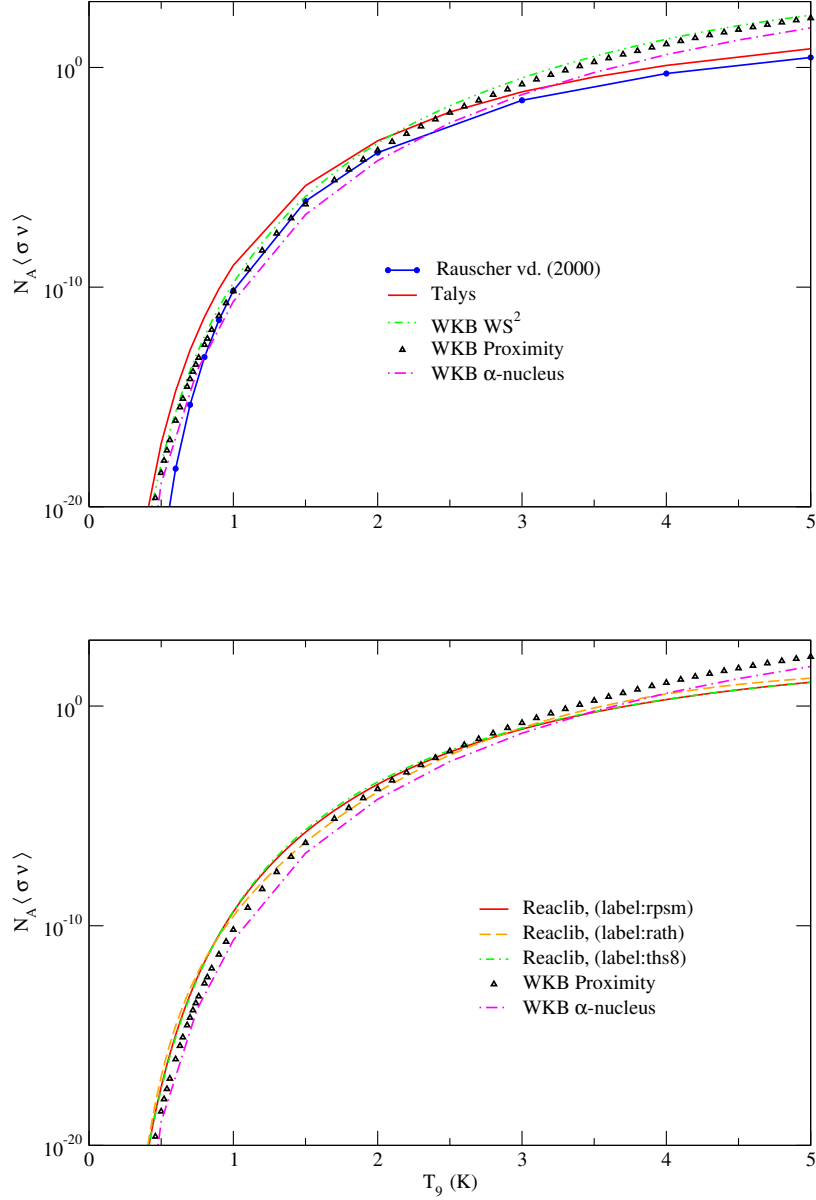 10^0
10^-10
10^-20
N_A ⟨ σ ν ⟩
Rauscher vd. (2000)
Talys
WKB WS^2
WKB Proximity
WKB α-nucleus
0 1 2 3 4 5
10^0
10^-10
10^-20
N_A ⟨ σ ν ⟩
Reaclib, (label:rpsm)
Reaclib, (label:rath)
Reaclib, (label:ths8)
WKB Proximity
WKB α-nucleus
0 1 2 3 4 5
T_9 (K)